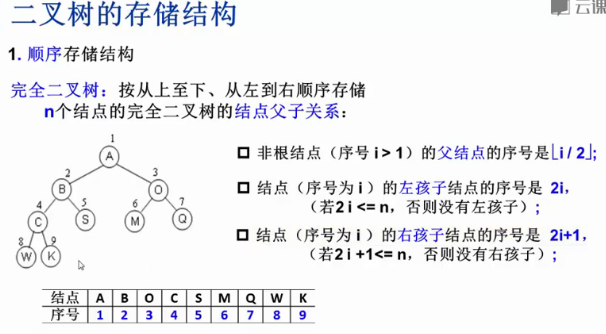 二叉树的存储结构
云课
1. 顺序存储结构
完全二叉树：按从上至下、从左到右顺序存储
n个结点的完全二叉树的结点父子关系：
非根结点（序号 i > 1）的父结点的序号是⌊i / 2⌋;
结点（序号为 i ）的左孩子结点的序号是 2i,
（若2 i <= n，否则没有左孩子）;
结点（序号为 i ）的右孩子结点的序号是 2i+1,
（若2 i +1<= n，否则没有右孩子）;
1
A
2 3
B O
4 5 6 7
C S M Q
8 9
W K
结点 A B O C S M Q W K
序号 1 2 3 4 5 6 7 8 9